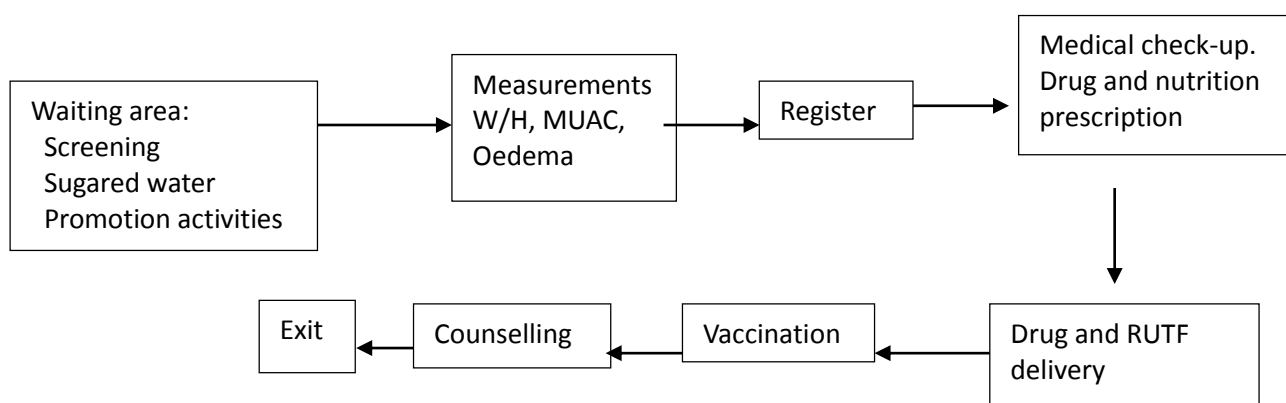 Waiting area:
Screening
Sugared water
Promotion activities
Measurements
W/H, MUAC,
Oedema
Register
Medical check-up.
Drug and nutrition
prescription
Drug and RUTF
delivery
Vaccination
Counselling
Exit